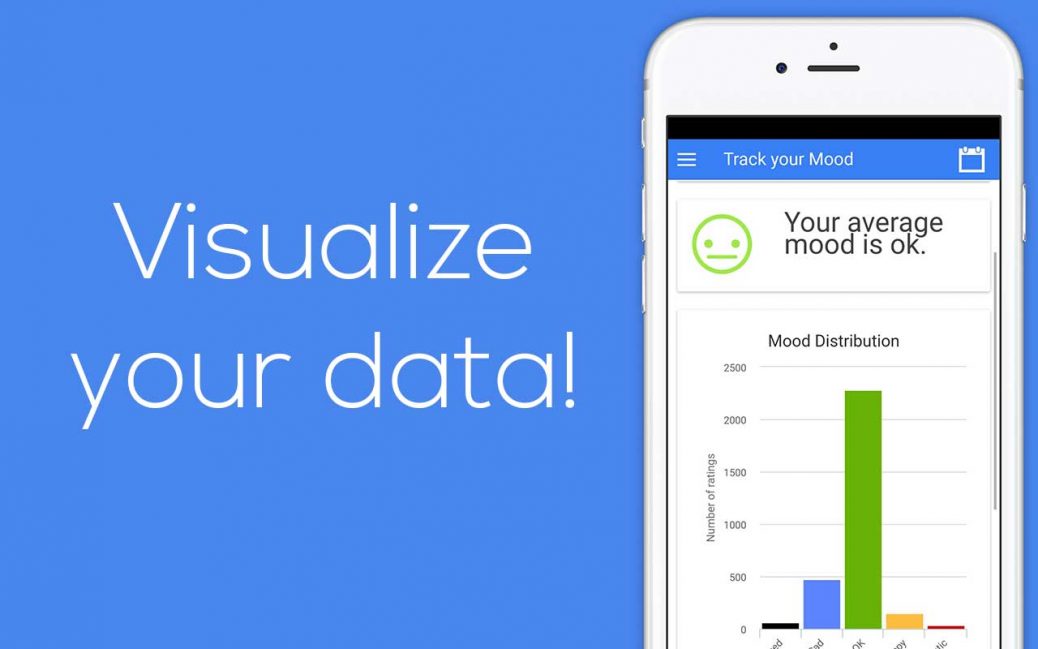 Visualize
your data!
Track your Mood
Your average
mood is ok.
Mood Distribution
Number of ratings
2500
2000
1500
1000
500
0
OK